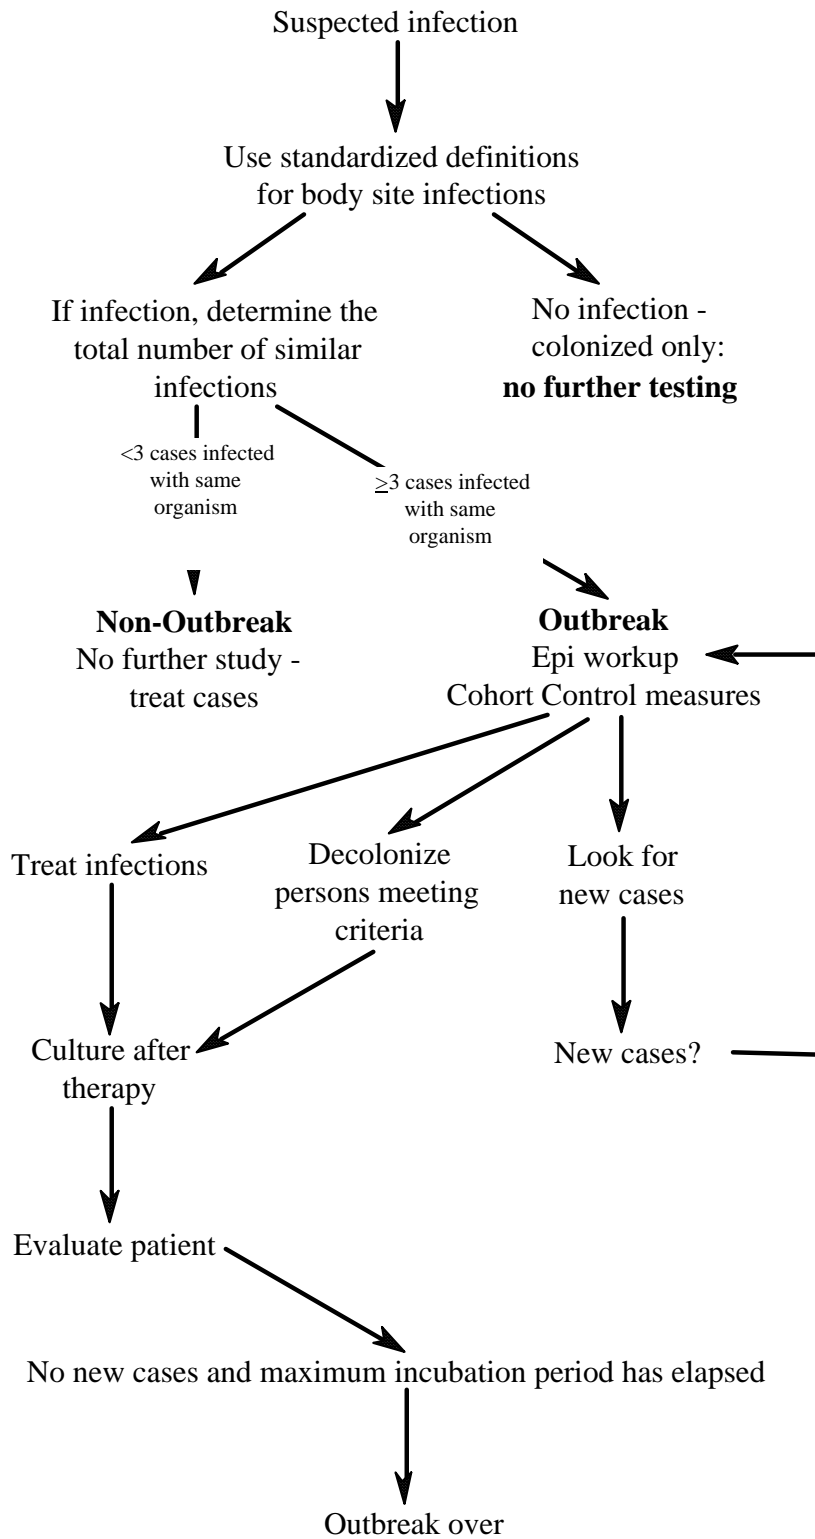 Suspected infection
Use standardized definitions
for body site infections
If infection, determine the
total number of similar
infections
No infection -
colonized only:
no further testing
<3 cases infected
with same
organism
≥3 cases infected
with same
organism
Non-Outbreak
No further study -
treat cases
Outbreak
Epi workup
Cohort Control measures
Treat infections
Decolonize
persons meeting
criteria
Look for
new cases
Culture after
therapy
New cases?
Evaluate patient
No new cases and maximum incubation period has elapsed
Outbreak over